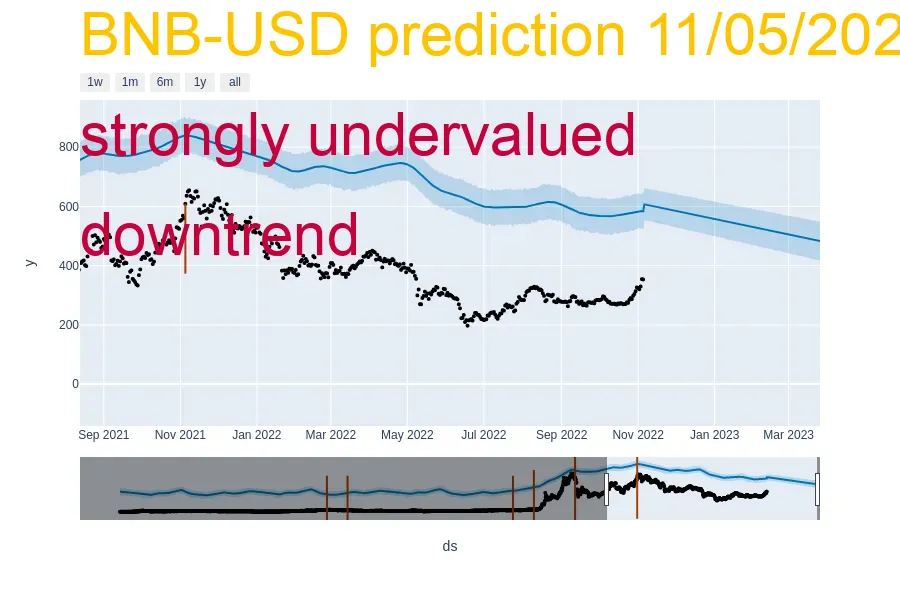 BNB-USD prediction 11/05/202
1w 1m 6m 1y all
strongly undervalued
downtrend
800
600
400
200
0
y
Sep 2021 Nov 2021 Jan 2022 Mar 2022 May 2022 Jul 2022 Sep 2022 Nov 2022 Jan 2023 Mar 2023
ds